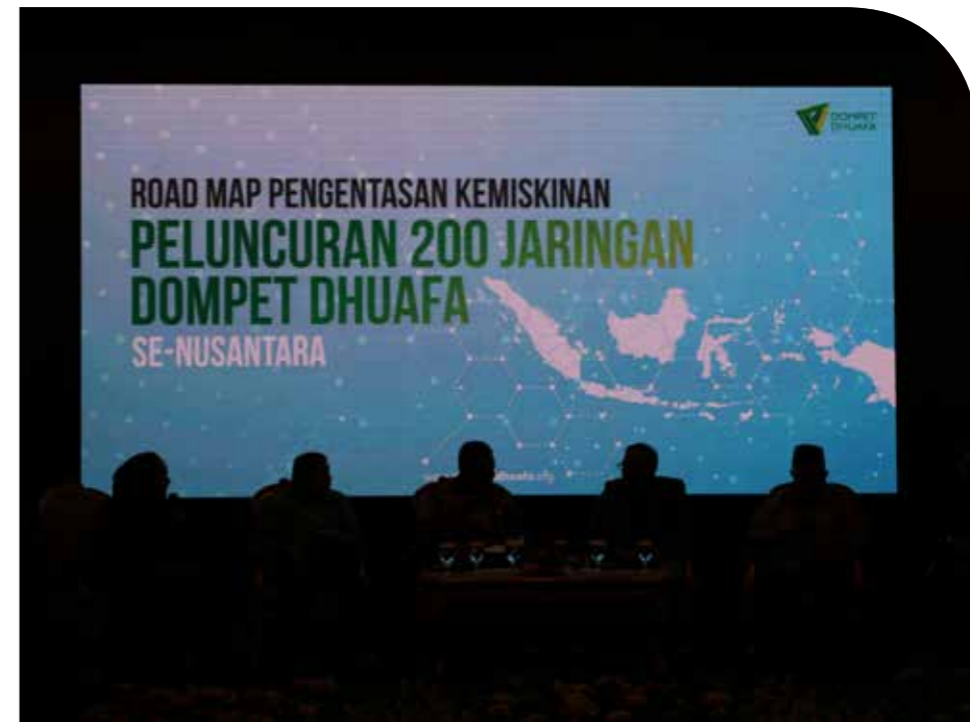 DOMPET
DHUAFA
ROAD MAP PENGENTASAN KEMISKINAN
PELUNCURAN 200 JARINGAN
DOMPET DHUAFA
SE-NUSANTARA